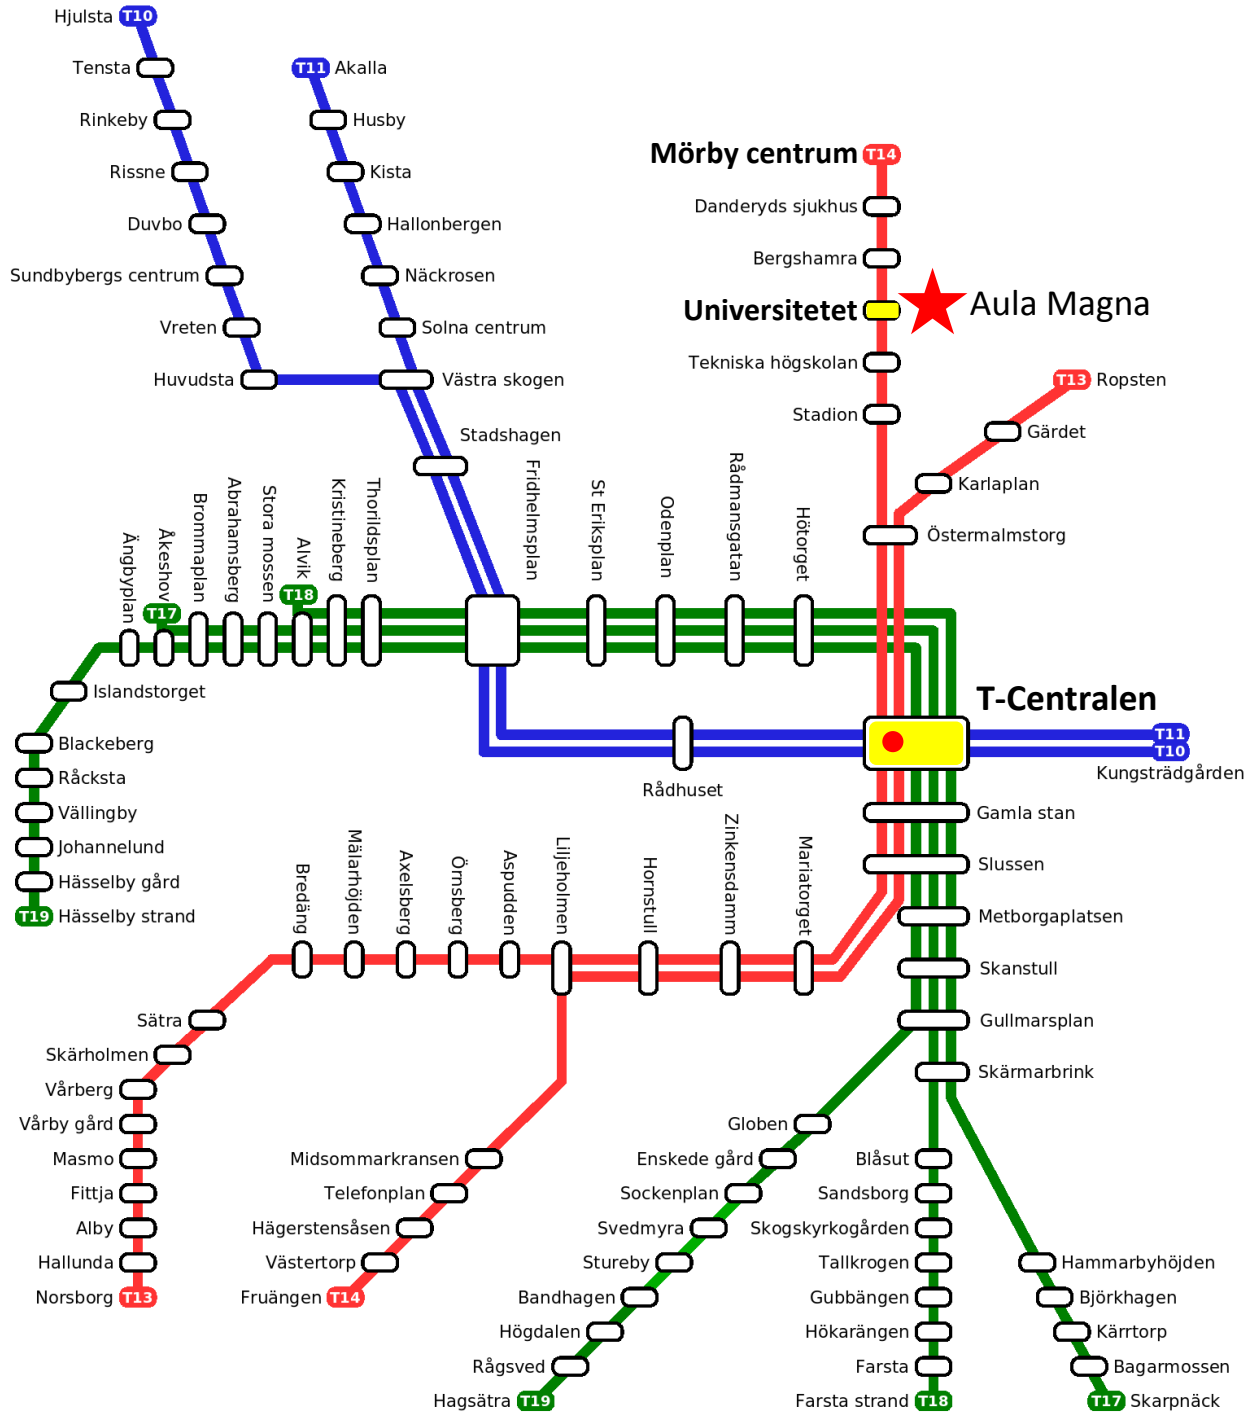 Hjulsta T10
Tensta
T11 Akalla
Rinkeby
Husby
Mörby centrum T14
Rissne
Kista
Danderyds sjukhus
Duvbo
Hallonbergen
Bergshamra
Sundbybergs centrum
Näckrosen
Universitetet
Aula Magna
Vreten
Solna centrum
Tekniska högskolan
Huvudsta
Västra skogen
T13 Ropsten
Stadion
Gärdet
Stadshagen
Karlaplan
Östermalmstorg
Ängbyplan
Åkeshov
T17
Brommaplan
Abrahamsberg
Stora mossen
Alvik
T18
Kristineberg
Thorildsplan
Fridhelmsplan
St Eriksplan
Odenplan
Rådmansgatan
Hötorget
Islandstorget
T-Centralen
Blackeberg
T11
T10
Kungsträdgården
Råcksta
Rådhuset
Vällingby
Gamla stan
Johannelund
Slussen
Hässelby gård
T19 Hässelby strand
Metborgaplatsen
Bredäng
Mälarhöjden
Axelsberg
Örnsberg
Aspudden
Liljeholmen
Hornstull
Zinkensdamm
Mariatorget
Skanstull
Sätra
Gullmarsplan
Skärholmen
Skärmarbrink
Vårberg
Vårby gård
Globen
Masmo
Midsommarkransen
Enskede gård
Blåsut
Fittja
Telefonplan
Sockenplan
Sandsborg
Alby
Hägerstensåsen
Svedmyra
Skogskyrkogården
Hallunda
Västertorp
Stureby
Tallkrogen
Hammarbyhöjden
Norsborg T13
Fruängen T14
Bandhagen
Gubbängen
Björkhagen
Högdalen
Hökarängen
Kärrtorp
Rågsved
Farsta
Bagarmossen
Hagsätra T19
Farsta strand T18
T17 Skarpnäck